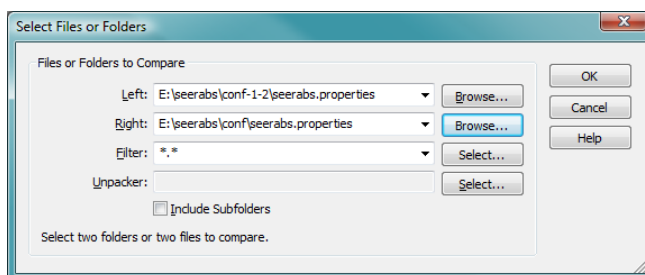 Select Files or Folders
Files or Folders to Compare
Left: E:\seerabs\conf-1-2\seerabs.properties Browse...
Right: E:\seerabs\conf\seerabs.properties Browse...
Filter: *.* Select...
Unpacker: Select...
Include Subfolders
Select two folders or two files to compare.
OK
Cancel
Help